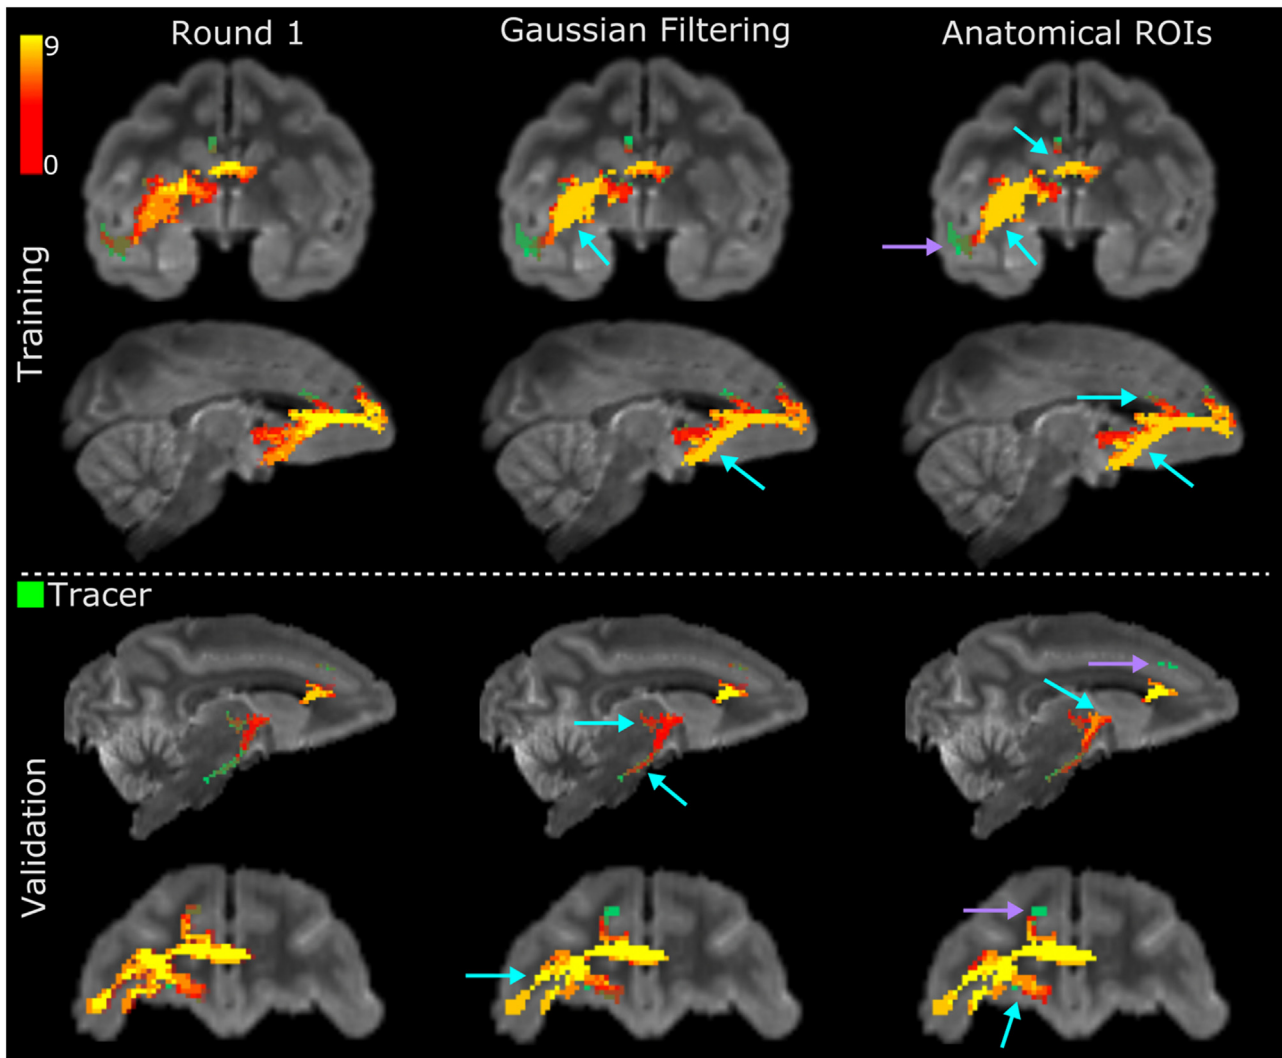 Round 1
Gaussian Filtering
Anatomical ROIs
9
0
Training
Tracer
Validation